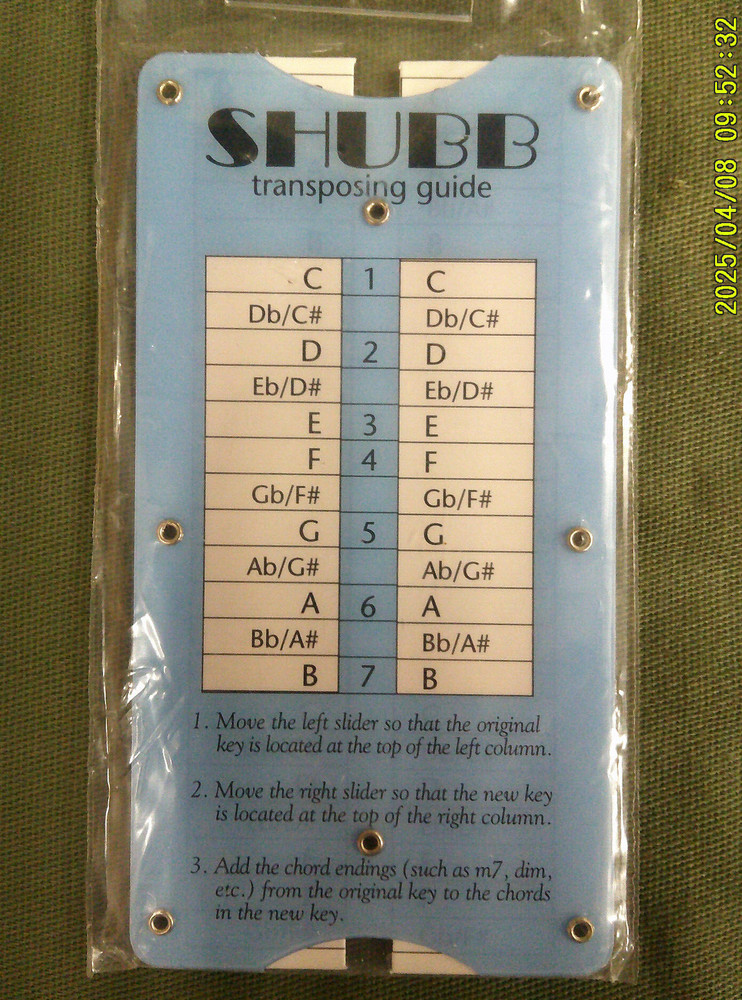 SHUBB
transposing guide
C 1 C
Db/C# Db/C#
D 2 D
Eb/D# Eb/D#
E 3 E
F 4 F
Gb/F# Gb/F#
G 5 G
Ab/G# Ab/G#
A 6 A
Bb/A# Bb/A#
B 7 B
1. Move the left slider so that the original
key is located at the top of the left column.
2. Move the right slider so that the new key
is located at the top of the right column.
3. Add the chord endings (such as m7, dim,
etc.) from the original key to the chords
in the new key.
2025/04/08 09:52:32